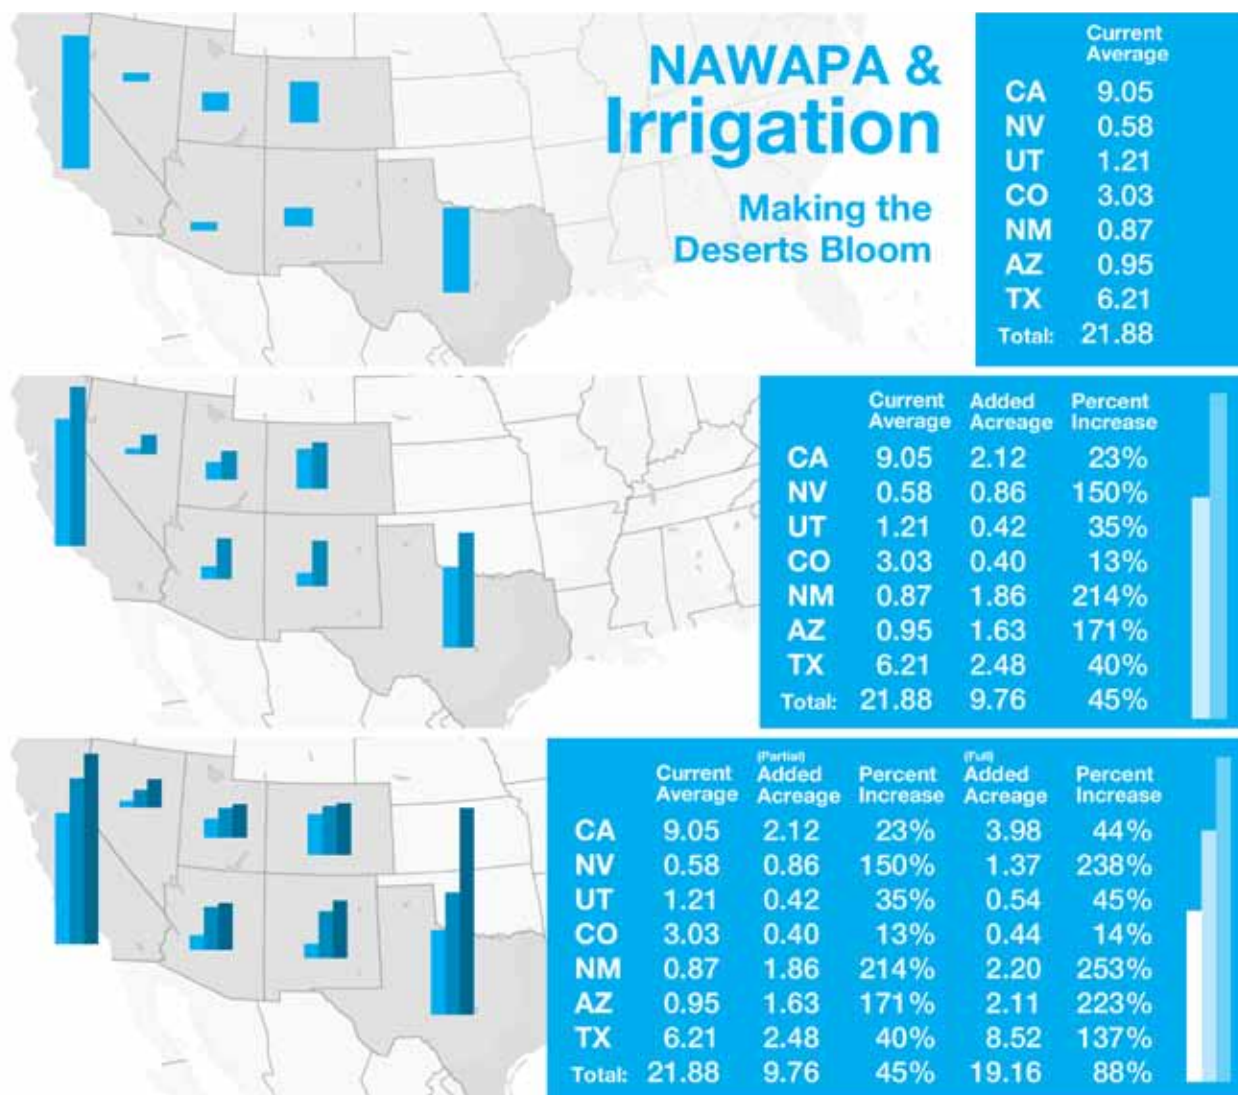 NAWAPA &
Irrigation
Making the
Deserts Bloom
Current
Average
CA 9.05
NV 0.58
UT 1.21
CO 3.03
NM 0.87
AZ 0.95
TX 6.21
Total: 21.88
Current Added Percent
Average Acreage Increase
CA 9.05 2.12 23%
NV 0.58 0.86 150%
UT 1.21 0.42 35%
CO 3.03 0.40 13%
NM 0.87 1.86 214%
AZ 0.95 1.63 171%
TX 6.21 2.48 40%
Total: 21.88 9.76 45%
(Partial) (Full)
Current Added Percent Added Percent
Average Acreage Increase Acreage Increase
CA 9.05 2.12 23% 3.98 44%
NV 0.58 0.86 150% 1.37 238%
UT 1.21 0.42 35% 0.54 45%
CO 3.03 0.40 13% 0.44 14%
NM 0.87 1.86 214% 2.20 253%
AZ 0.95 1.63 171% 2.11 223%
TX 6.21 2.48 40% 8.52 137%
Total: 21.88 9.76 45% 19.16 88%